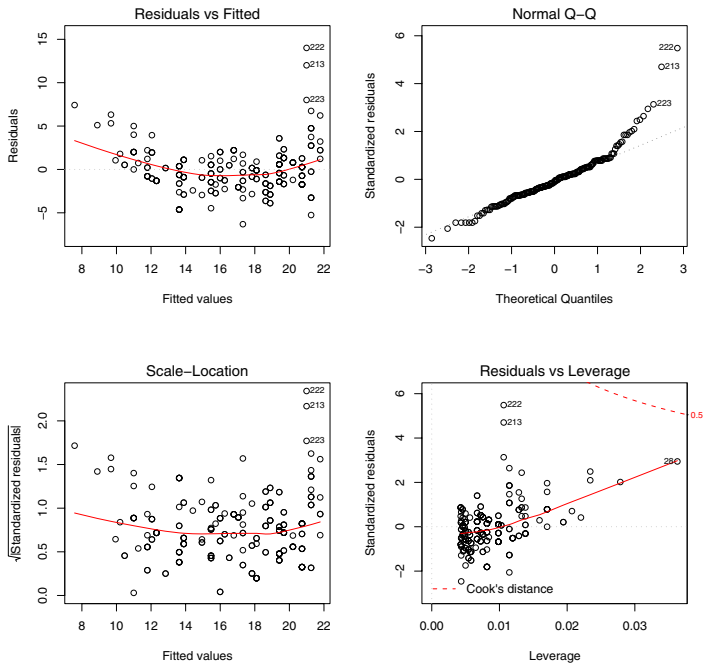 Residuals vs Fitted
Residuals
15
10
5
0
−5
222
213
223
8 10 12 14 16 18 20 22
Fitted values
Normal Q−Q
Standardized residuals
6
4
2
0
−2
222
213
223
−3 −2 −1 0 1 2 3
Theoretical Quantiles
Scale−Location
√|Standardized residuals|
2.0
1.5
1.0
0.5
0.0
222
213
223
8 10 12 14 16 18 20 22
Fitted values
Residuals vs Leverage
Standardized residuals
6
4
2
0
−2
222
213
0.5
Cook's distance
0.00 0.01 0.02 0.03
Leverage